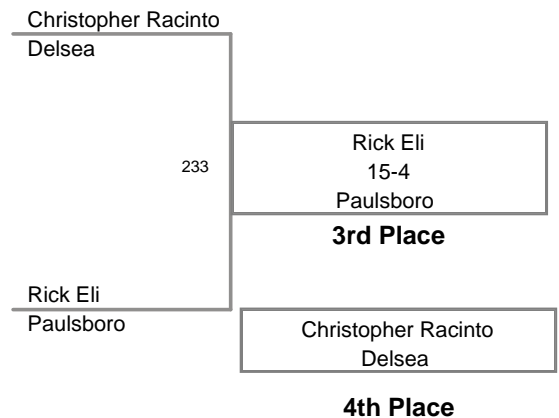 Christopher Racinto
Delsea
233
Rick Eli
15-4
Paulsboro
3rd Place
Rick Eli
Paulsboro
Christopher Racinto
Delsea
4th Place